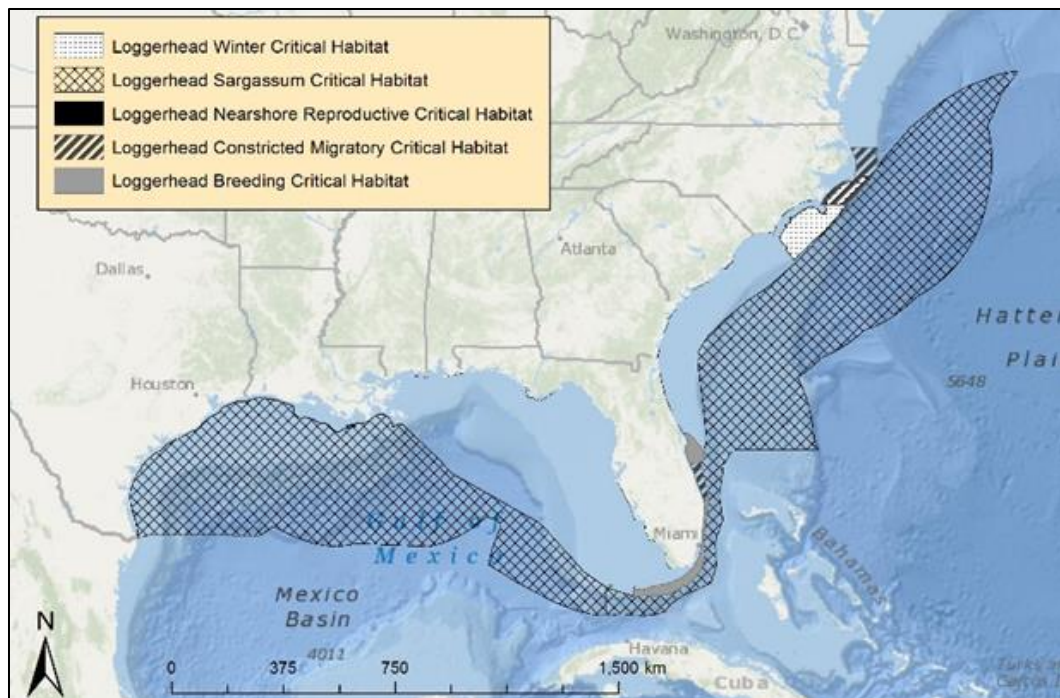 Washington, D.C.
Loggerhead Winter Critical Habitat
Loggerhead Sargassum Critical Habitat
Loggerhead Nearshore Reproductive Critical Habitat
Loggerhead Constricted Migratory Critical Habitat
Loggerhead Breeding Critical Habitat
Atlanta
Dallas
Hatter
Plai
5648
Houston
Gulf of
Mexico
Miami
Bahamas
Mexico
Basin
4011
N
0 375 750 1,500 km
Havana
Cuba